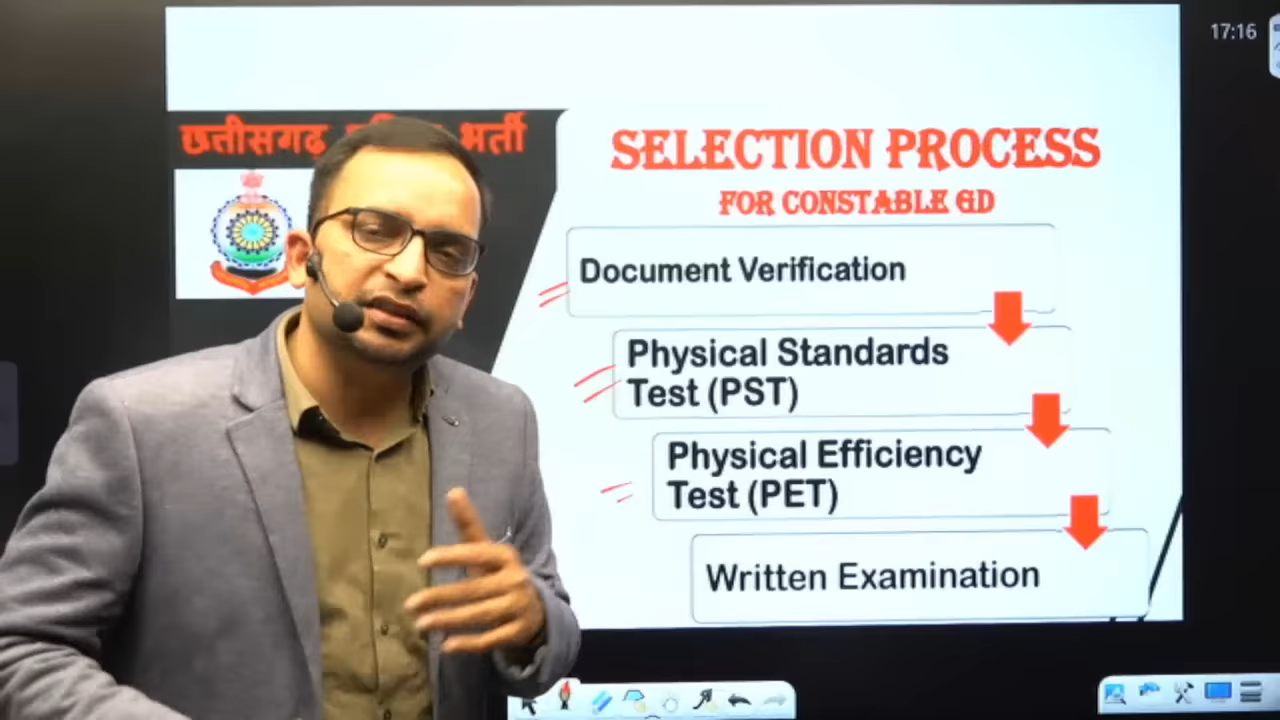 17:16
छत्तीसगढ़ भर्ती
SELECTION PROCESS
FOR CONSTABLE GD
Document Verification
Physical Standards
Test (PST)
Physical Efficiency
Test (PET)
Written Examination